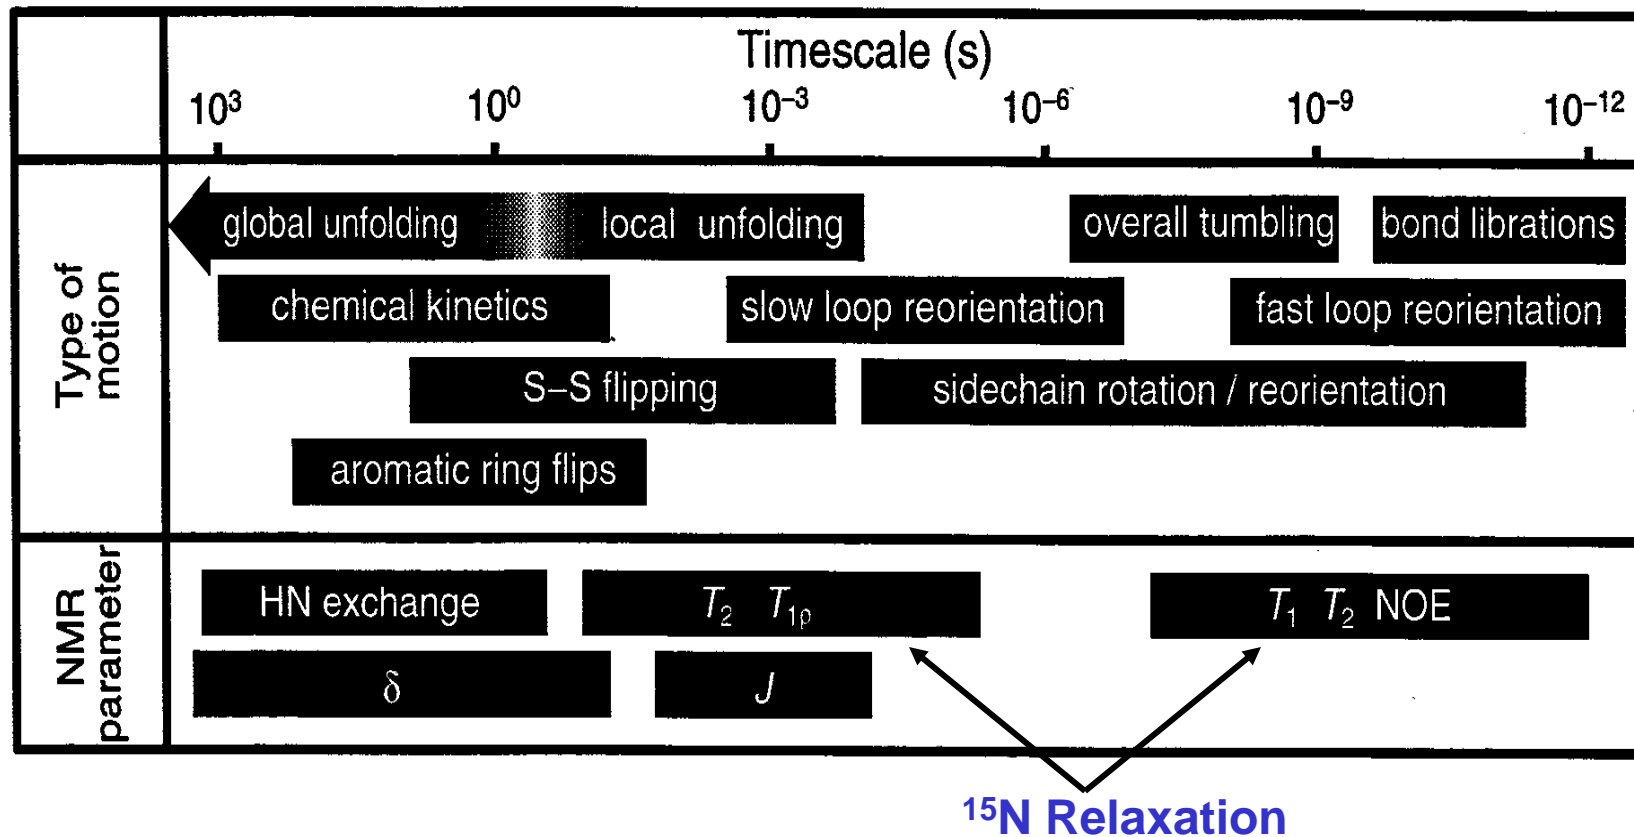 Timescale (s)
10³ 10⁰ 10⁻³ 10⁻⁶ 10⁻⁹ 10⁻¹²
Type of
motion
global unfolding local unfolding overall tumbling bond librations
chemical kinetics slow loop reorientation fast loop reorientation
S–S flipping sidechain rotation / reorientation
aromatic ring flips
NMR
parameter
HN exchange T₂ T₁ρ T₁ T₂ NOE
δ J
¹⁵N Relaxation